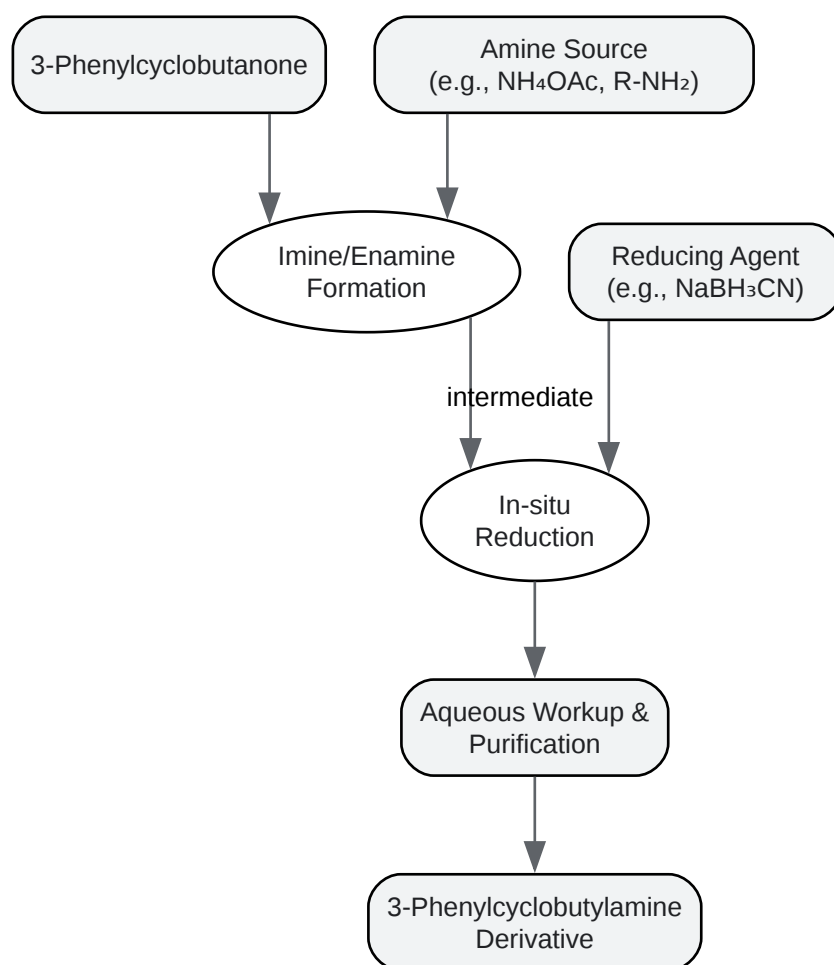 3-Phenylcyclobutanone
Amine Source
(e.g., NH₄OAc, R-NH₂)
Imine/Enamine
Formation
Reducing Agent
(e.g., NaBH₃CN)
intermediate
In-situ
Reduction
Aqueous Workup &
Purification
3-Phenylcyclobutylamine
Derivative